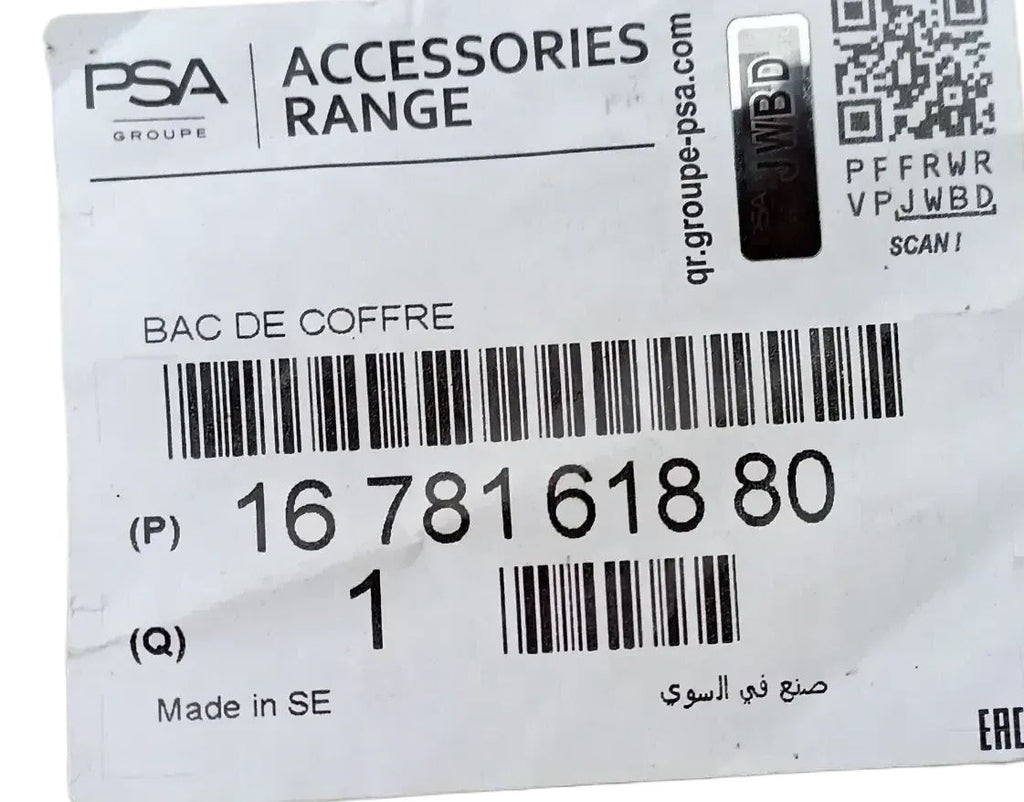 PSA
GROUPE
ACCESSORIES
RANGE
qr.groupe-psa.com
JWBD
PFFRWR
VPJWBD
SCAN!
BAC DE COFFRE
(P) 16 781 618 80
(Q) 1
Made in SE
صنع في السوي
EAC